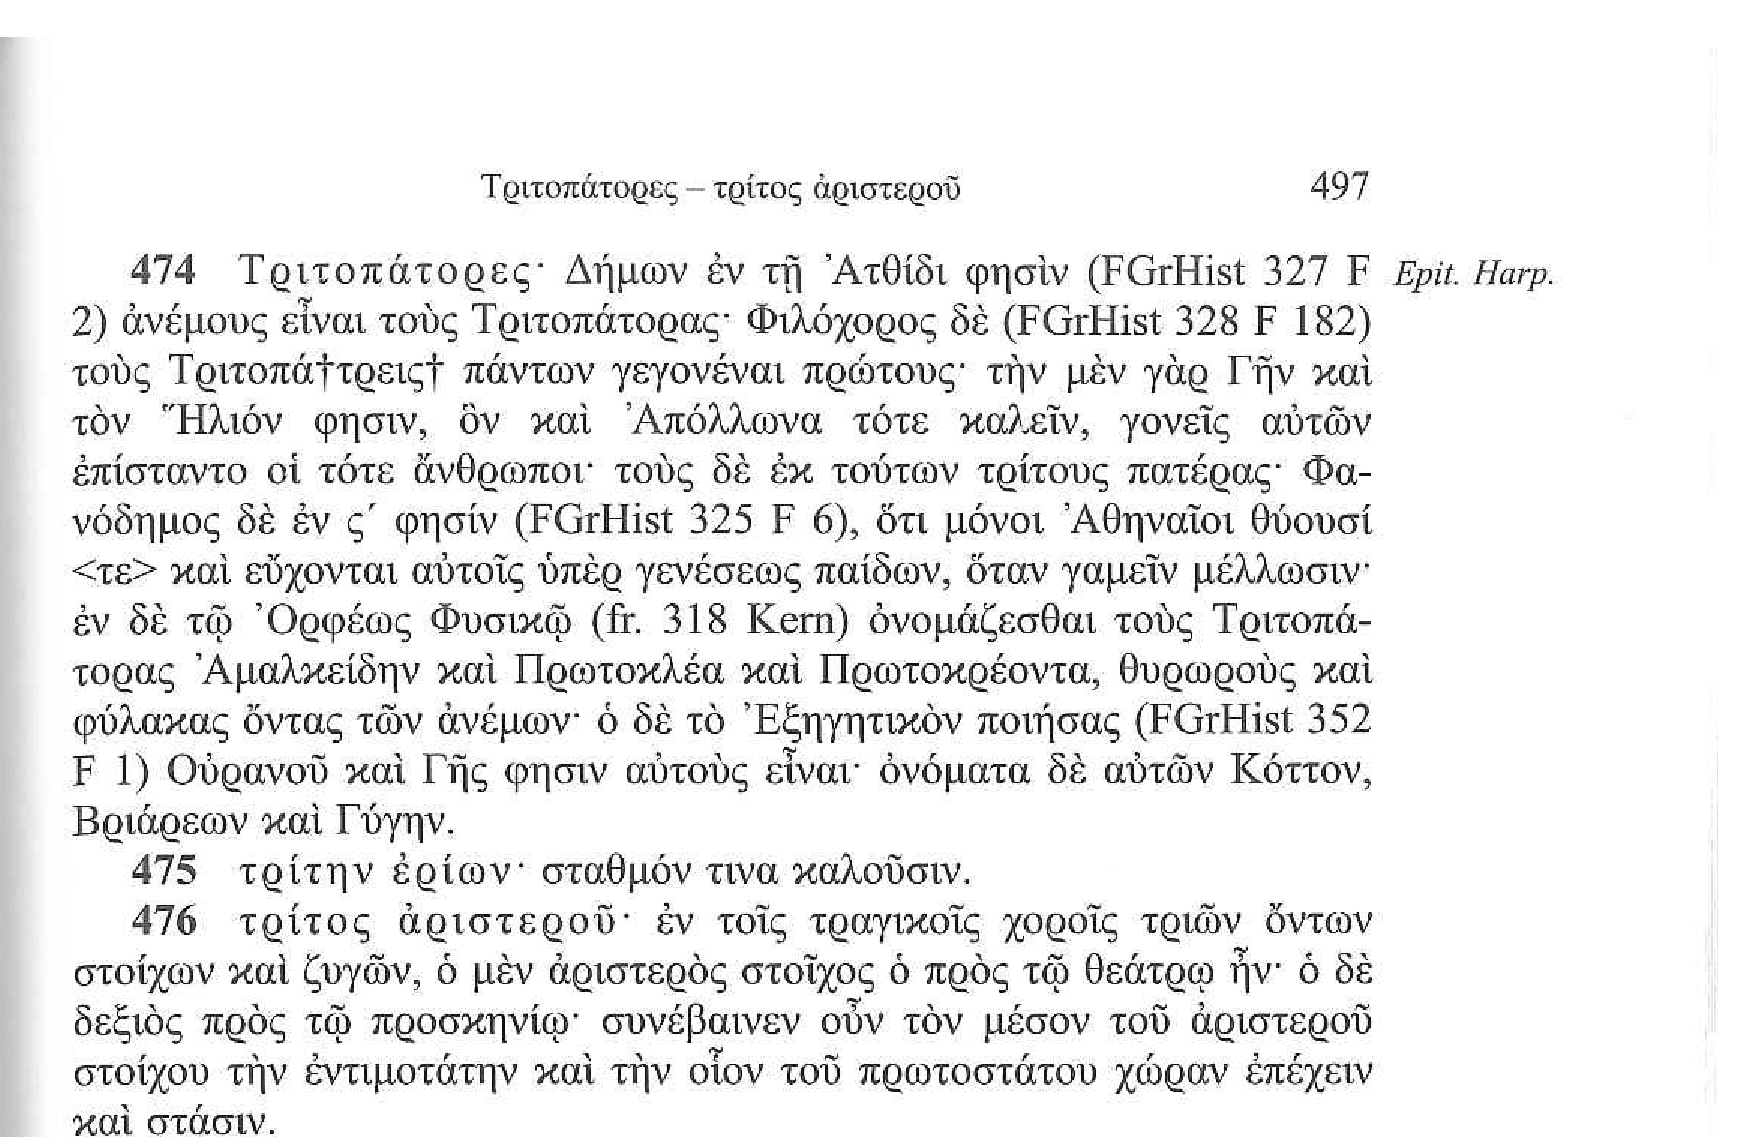 Τριτοπάτορες – τρίτος ἀριστεροῦ 497
474 Τριτοπάτορες· Δήμων ἐν τῇ Ἀτθίδι φησὶν (FGrHist 327 F Epit. Harp.
2) ἀνέμους εἶναι τοὺς Τριτοπάτορας· Φιλόχορος δὲ (FGrHist 328 F 182)
τοὺς Τριτοπά†τρεις† πάντων γεγονέναι πρώτους· τὴν μὲν γὰρ Γῆν καὶ
τὸν Ἥλιόν φησιν, ὃν καὶ Ἀπόλλωνα τότε καλεῖν, γονεῖς αὐτῶν
ἐπίσταντο οἱ τότε ἄνθρωποι· τοὺς δὲ ἐκ τούτων τρίτους πατέρας· Φα-
νόδημος δὲ ἐν ς´ φησίν (FGrHist 325 F 6), ὅτι μόνοι Ἀθηναῖοι θύουσί
<τε> καὶ εὔχονται αὐτοῖς ὑπὲρ γενέσεως παίδων, ὅταν γαμεῖν μέλλωσιν·
ἐν δὲ τῷ Ὀρφέως Φυσικῷ (fr. 318 Kern) ὀνομάζεσθαι τοὺς Τριτοπά-
τορας Ἀμαλκείδην καὶ Πρωτοκλέα καὶ Πρωτοκρέοντα, θυρωροὺς καὶ
φύλακας ὄντας τῶν ἀνέμων· ὁ δὲ τὸ Ἐξηγητικὸν ποιήσας (FGrHist 352
F 1) Οὐρανοῦ καὶ Γῆς φησιν αὐτοὺς εἶναι· ὀνόματα δὲ αὐτῶν Κόττον,
Βριάρεων καὶ Γύγην.
475 τρίτην ἐρίων· σταθμόν τινα καλοῦσιν.
476 τρίτος ἀριστεροῦ· ἐν τοῖς τραγικοῖς χοροῖς τριῶν ὄντων
στοίχων καὶ ζυγῶν, ὁ μὲν ἀριστερὸς στοῖχος ὁ πρὸς τῷ θεάτρῳ ἦν· ὁ δὲ
δεξιὸς πρὸς τῷ προσκηνίῳ· συνέβαινεν οὖν τὸν μέσον τοῦ ἀριστεροῦ
στοίχου τὴν ἐντιμοτάτην καὶ τὴν οἷον τοῦ πρωτοστάτου χώραν ἐπέχειν
καὶ στάσιν.